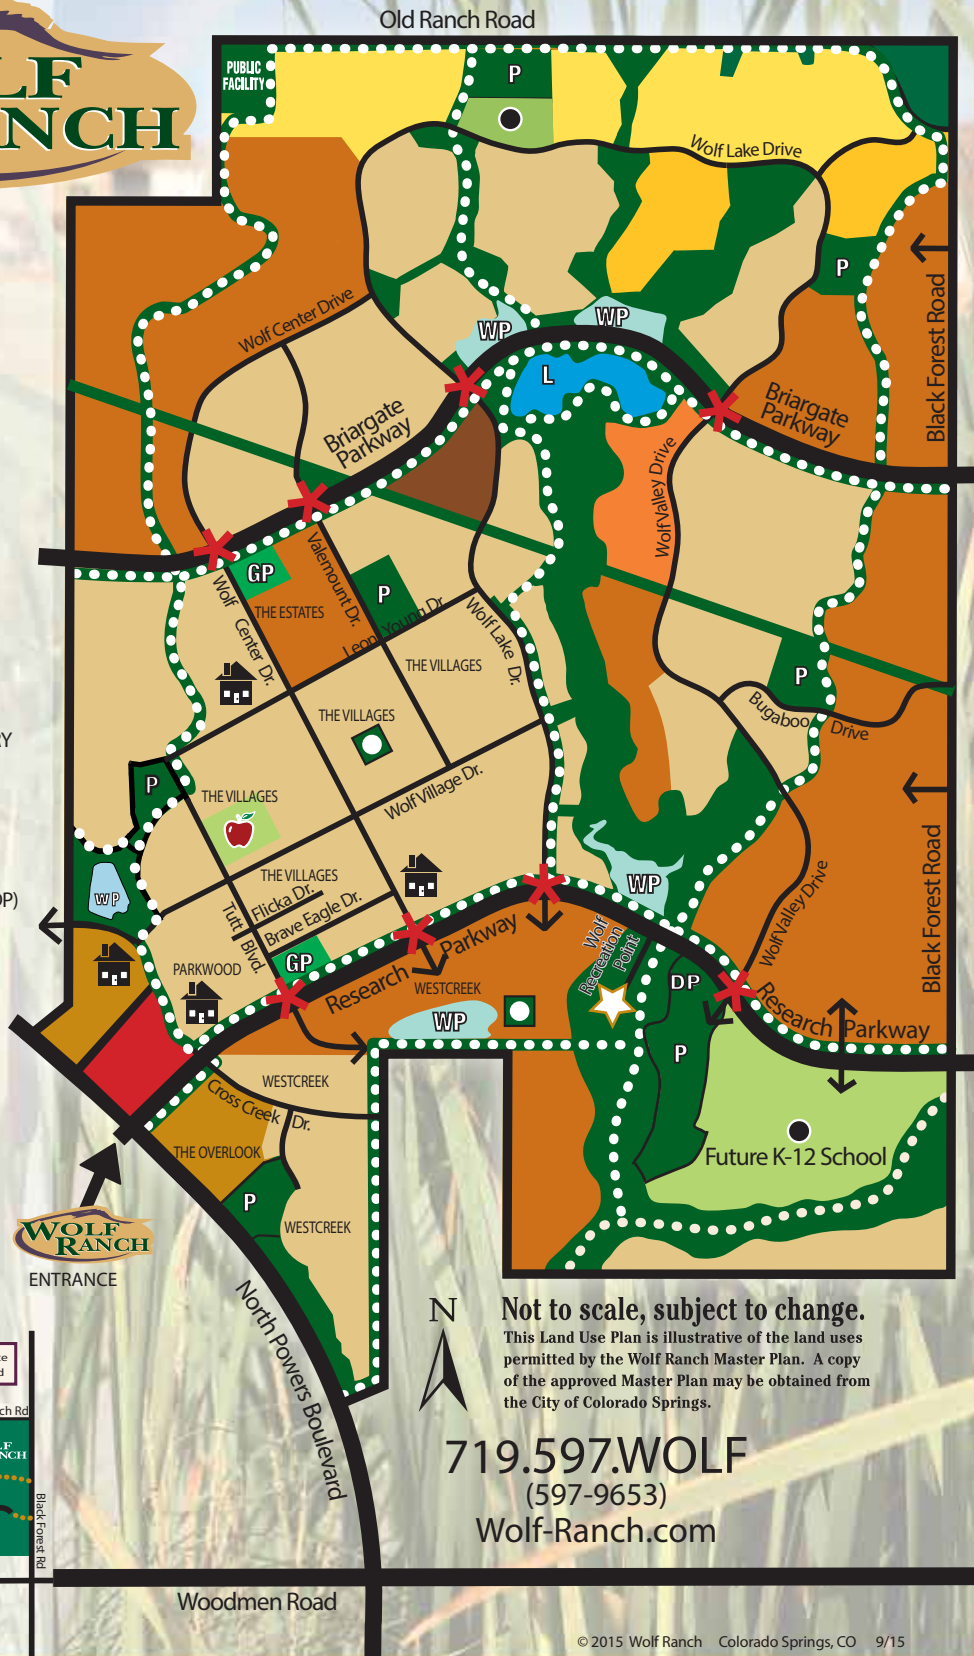 Old Ranch Road
LF
NCH
PUBLIC
FACILITY
P
Wolf Lake Drive
P
Black Forest Road
Wolf Center Drive
WP
WP
L
Briargate
Parkway
Briargate
Parkway
Wolf Valley Drive
GP
Valemount Dr.
P
THE ESTATES
Wolf Center Dr.
Leon Young Dr.
Wolf Lake Dr.
THE VILLAGES
P
THE VILLAGES
Bugaboo Drive
RY
P
THE VILLAGES
Wolf Village Dr.
Black Forest Road
THE VILLAGES
WP
WP
OP)
Flicka Dr.
Brave Eagle Dr.
Tutt Blvd.
Wolf Valley Drive
Wolf
Recreation
Point
GP
PARKWOOD
Research Parkway
WESTCREEK
DP
Research Parkway
WP
P
WESTCREEK
Cross Creek Dr.
THE OVERLOOK
Future K-12 School
P
WESTCREEK
WOLF
RANCH
ENTRANCE
North Powers Boulevard
N
Not to scale, subject to change.
This Land Use Plan is illustrative of the land uses
permitted by the Wolf Ranch Master Plan. A copy
of the approved Master Plan may be obtained from
the City of Colorado Springs.
ce
d
ch Rd
LF
NCH
Black Forest Rd
719.597.WOLF
(597-9653)
Wolf-Ranch.com
Woodmen Road
© 2015 Wolf Ranch Colorado Springs, CO 9/15